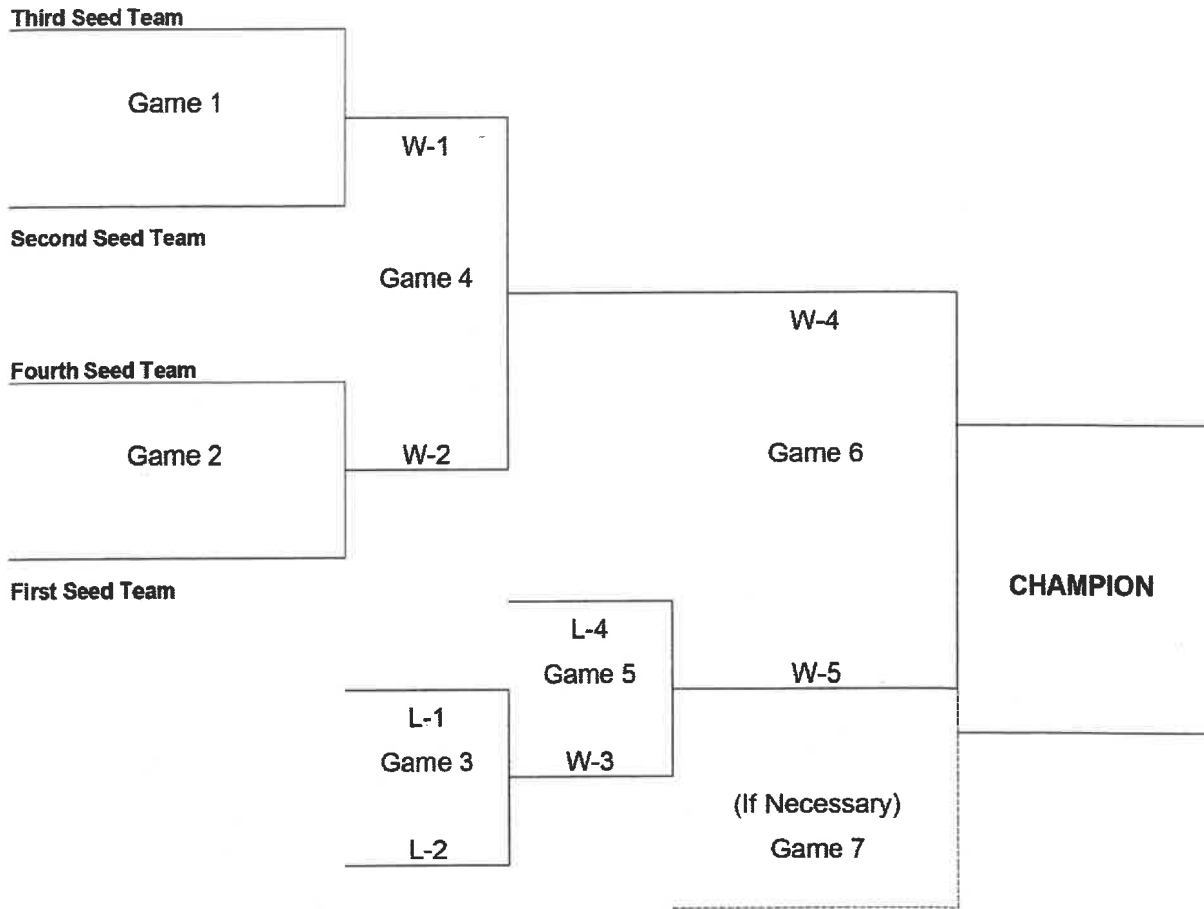 Third Seed Team
Game 1
W-1
Second Seed Team
Game 4
W-4
Fourth Seed Team
Game 2
W-2
Game 6
First Seed Team
CHAMPION
L-4
Game 5
W-5
L-1
Game 3
W-3
(If Necessary)
Game 7
L-2